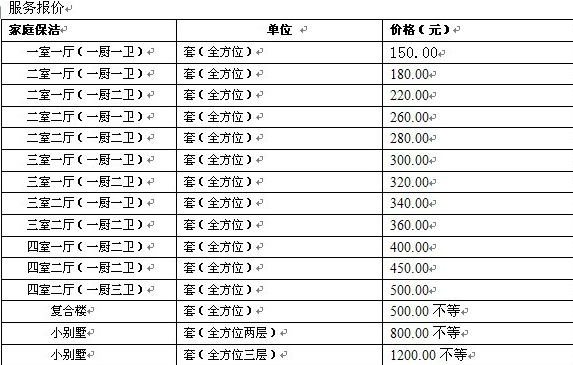 服务报价
家庭保洁 单位 价格（元）
一室一厅（一厨一卫） 套（全方位） 150.00
二室一厅（一厨一卫） 套（全方位） 180.00
二室一厅（一厨二卫） 套（全方位） 220.00
二室二厅（一厨一卫） 套（全方位） 260.00
二室二厅（一厨二卫） 套（全方位） 280.00
三室一厅（一厨一卫） 套（全方位） 300.00
三室一厅（一厨二卫） 套（全方位） 320.00
三室二厅（一厨一卫） 套（全方位） 340.00
三室二厅（一厨二卫） 套（全方位） 360.00
四室一厅（一厨二卫） 套（全方位） 400.00
四室二厅（一厨二卫） 套（全方位） 450.00
四室二厅（一厨三卫） 套（全方位） 500.00
复合楼 套（全方位） 500.00 不等
小别墅 套（全方位两层） 800.00 不等
小别墅 套（全方位三层） 1200.00 不等